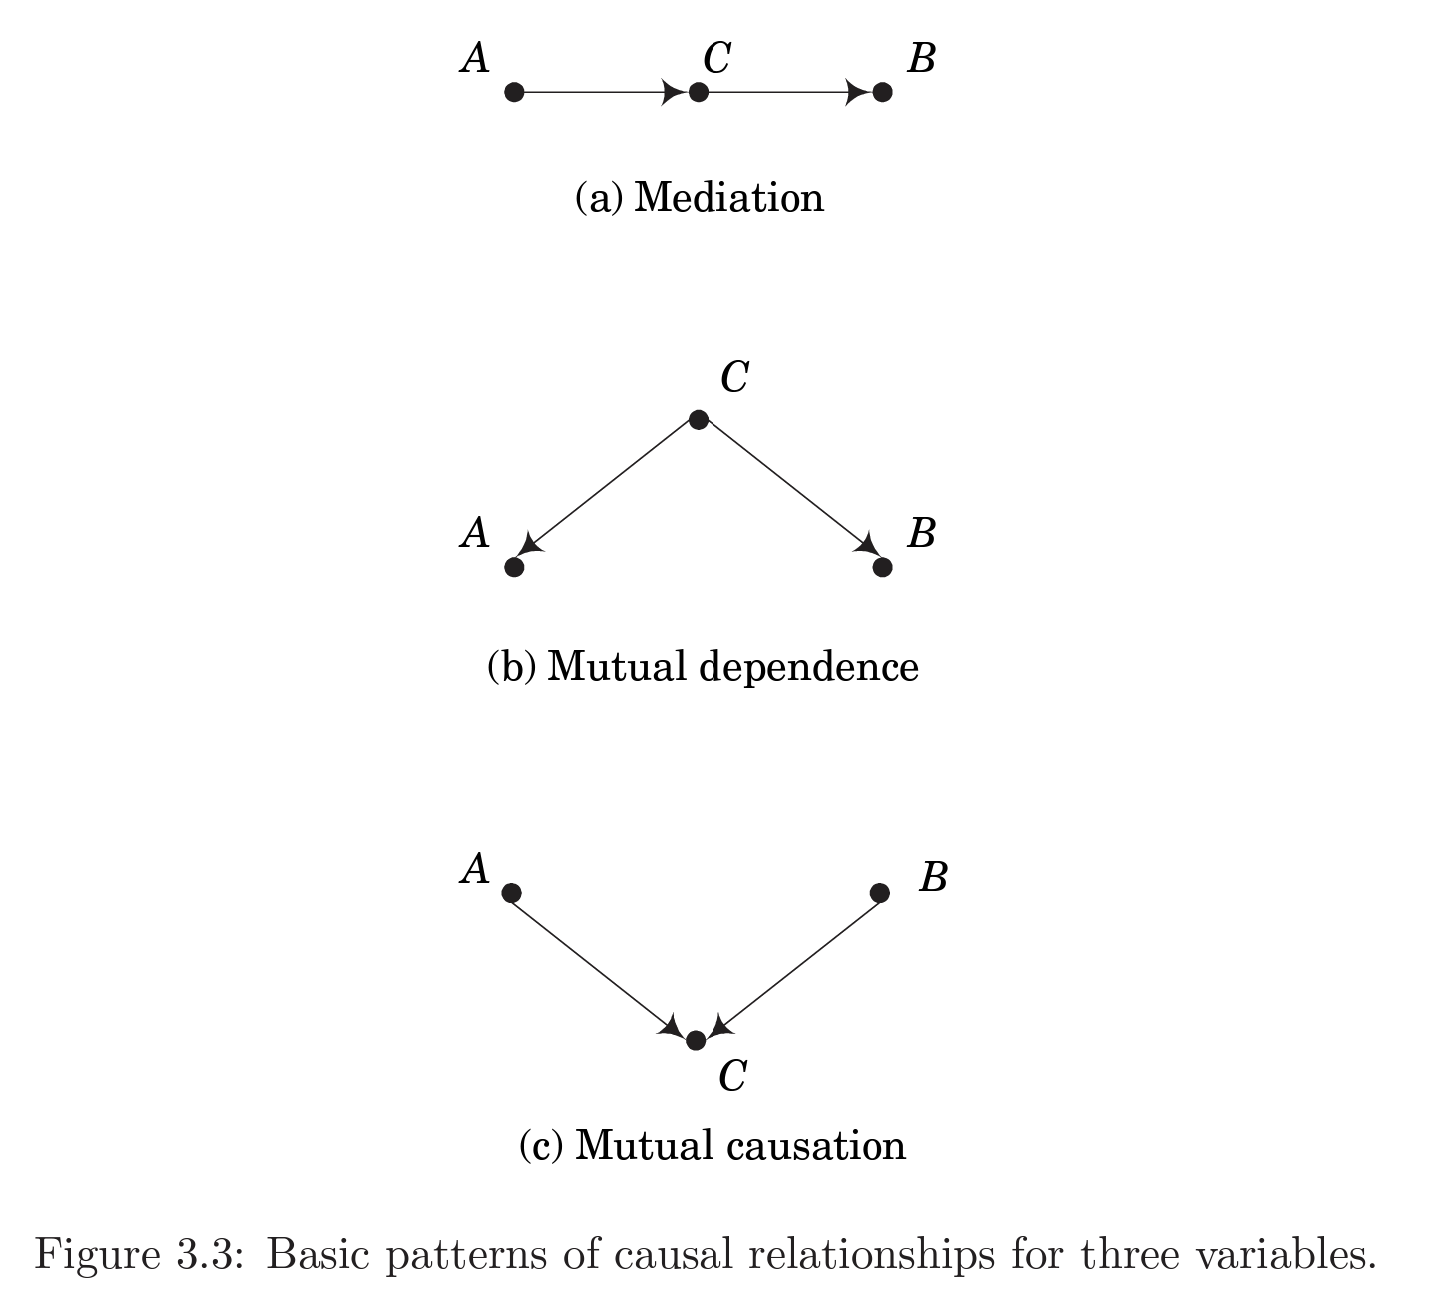 A C B
(a) Mediation
C
A B
(b) Mutual dependence
A B
C
(c) Mutual causation
Figure 3.3: Basic patterns of causal relationships for three variables.